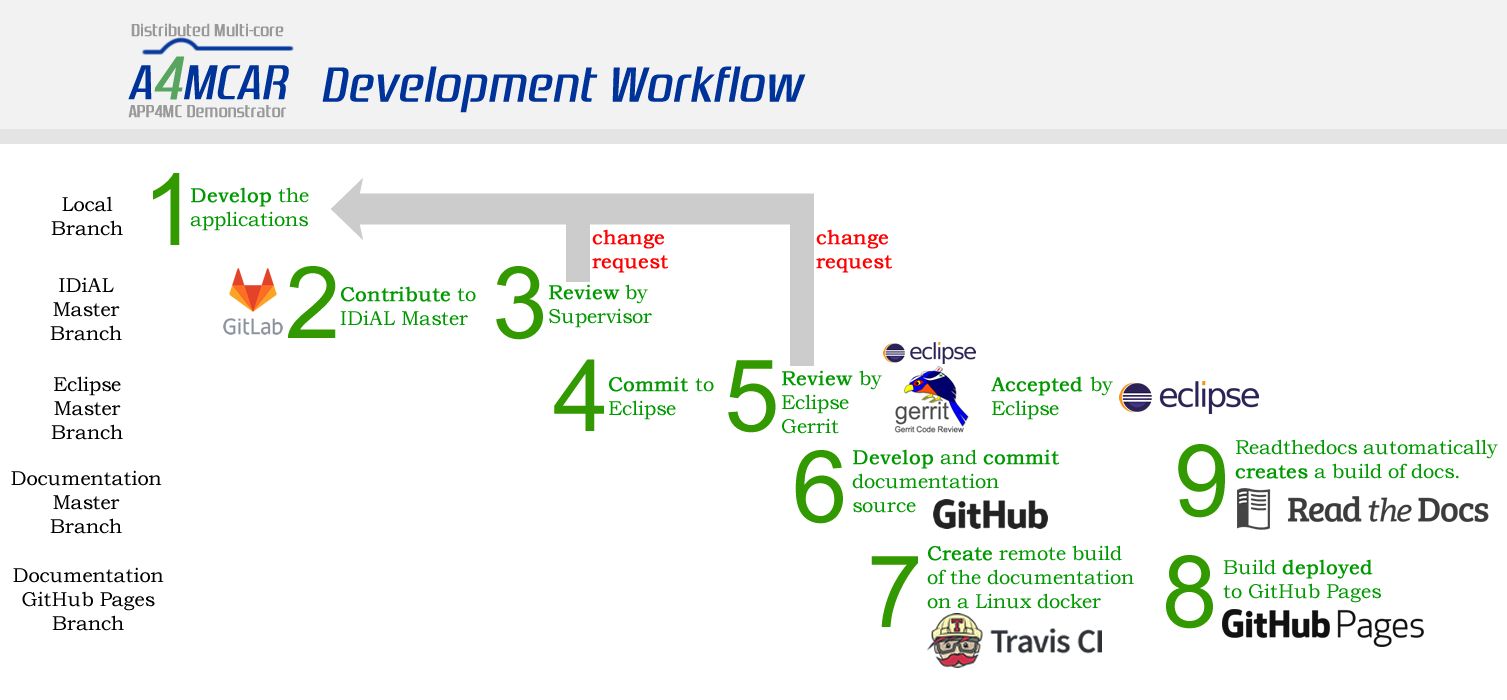 Distributed Multi-core
A4MCAR
APP4MC Demonstrator
Development Workflow
Local
Branch
1
Develop the
applications
change
request
change
request
IDiAL
Master
Branch
GitLab
2
Contribute to
IDiAL Master
3
Review by
Supervisor
Eclipse
Master
Branch
4
Commit to
Eclipse
5
Review by
Eclipse
Gerrit
eclipse
gerrit
Gerrit Code Review
Accepted by
Eclipse
eclipse
Documentation
Master
Branch
6
Develop and commit
documentation
source
GitHub
9
Readthedocs automatically
creates a build of docs.
Read the Docs
Documentation
GitHub Pages
Branch
7
Create remote build
of the documentation
on a Linux docker
T
Travis CI
8
Build deployed
to GitHub Pages
GitHub Pages